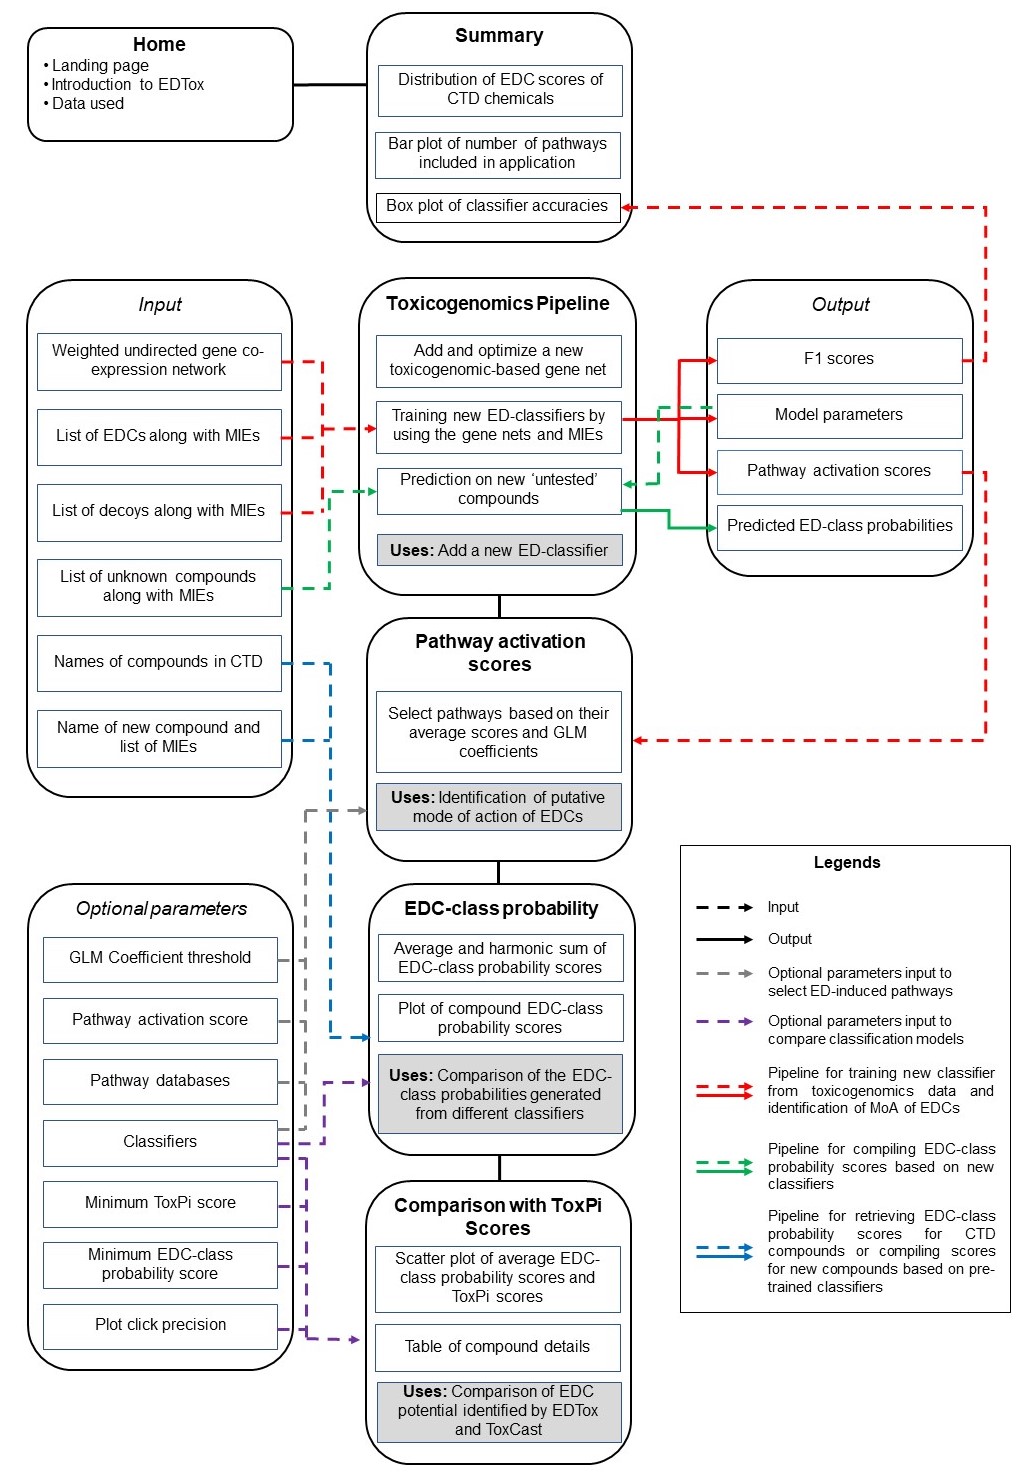 Home
• Landing page
• Introduction to EDTox
• Data used
Summary
Distribution of EDC scores of
CTD chemicals
Bar plot of number of pathways
included in application
Box plot of classifier accuracies
Input
Weighted undirected gene co-
expression network
List of EDCs along with MIEs
List of decoys along with MIEs
List of unknown compounds
along with MIEs
Names of compounds in CTD
Name of new compound and
list of MIEs
Toxicogenomics Pipeline
Add and optimize a new
toxicogenomic-based gene net
Training new ED-classifiers by
using the gene nets and MIEs
Prediction on new ‘untested’
compounds
Uses: Add a new ED-classifier
Output
F1 scores
Model parameters
Pathway activation scores
Predicted ED-class probabilities
Pathway activation
scores
Select pathways based on their
average scores and GLM
coefficients
Uses: Identification of putative
mode of action of EDCs
Optional parameters
GLM Coefficient threshold
Pathway activation score
Pathway databases
Classifiers
Minimum ToxPi score
Minimum EDC-class
probability score
Plot click precision
EDC-class probability
Average and harmonic sum of
EDC-class probability scores
Plot of compound EDC-class
probability scores
Uses: Comparison of the EDC-
class probabilities generated
from different classifiers
Comparison with ToxPi
Scores
Scatter plot of average EDC-
class probability scores and
ToxPi scores
Table of compound details
Uses: Comparison of EDC
potential identified by EDTox
and ToxCast
Legends
Input
Output
Optional parameters input to
select ED-induced pathways
Optional parameters input to
compare classification models
Pipeline for training new classifier
from toxicogenomics data and
identification of MoA of EDCs
Pipeline for compiling EDC-class
probability scores based on new
classifiers
Pipeline for retrieving EDC-class
probability scores for CTD
compounds or compiling scores
for new compounds based on pre-
trained classifiers